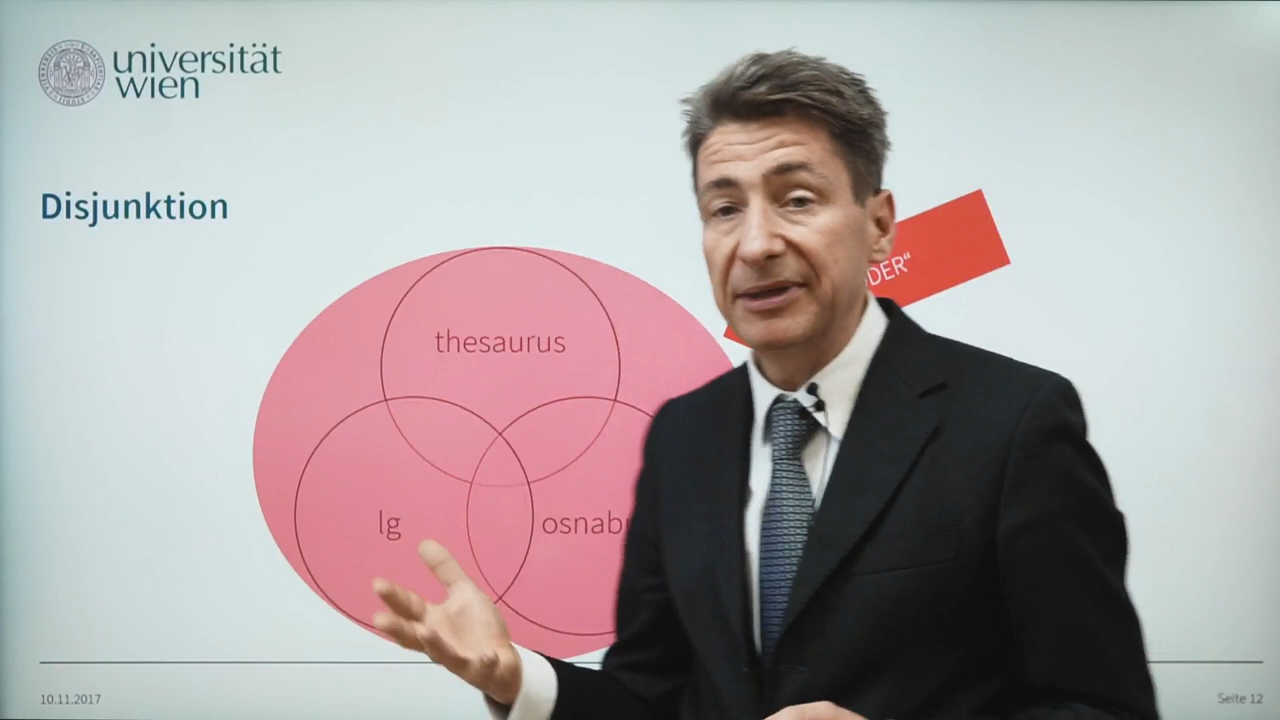 universität
wien
Disjunktion
thesaurus
lg
10.11.2017
Seite 12